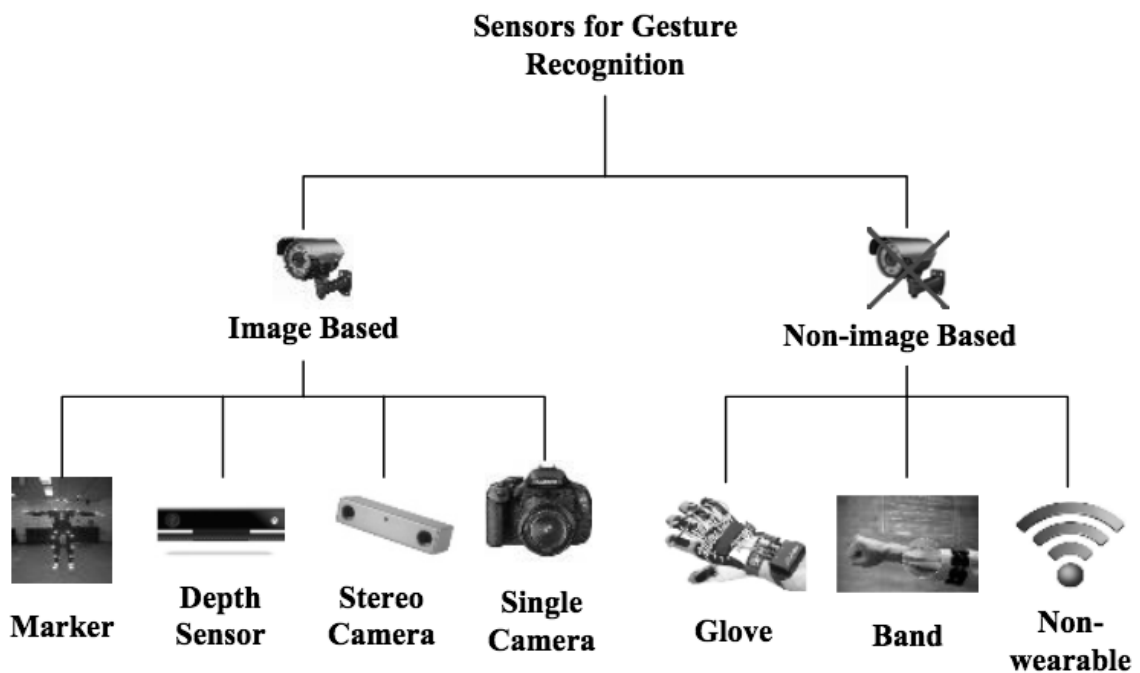 Sensors for Gesture
Recognition
Image Based
Non-image Based
Marker
Depth
Sensor
Stereo
Camera
Single
Camera
Glove
Band
Non-
wearable